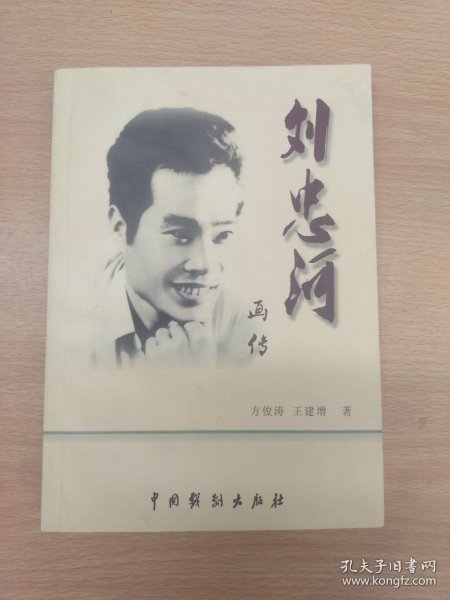 刘忠河
画传
方俊涛 王建增 著
中国戏剧出版社
孔夫子旧书网
www.kongfz.com